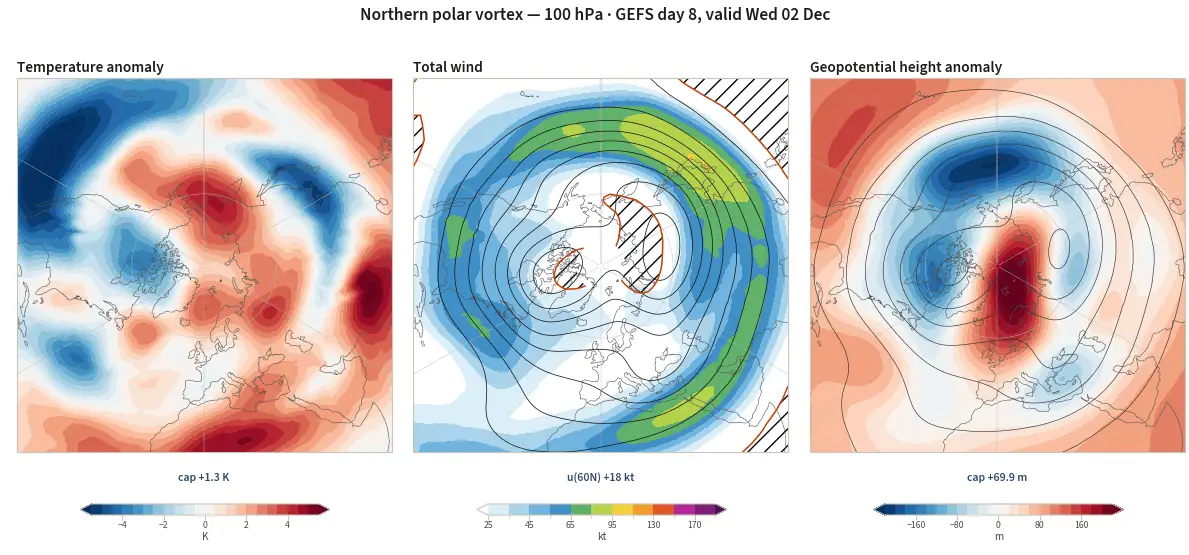 Northern polar vortex — 100 hPa · GEFS day 8, valid Wed 02 Dec
Temperature anomaly
Total wind
Geopotential height anomaly
cap +1.3 K
u(60N) +18 kt
cap +69.9 m
−4 −2 0 2 4
K
25 45 65 95 130 170
kt
−160 −80 0 80 160
m